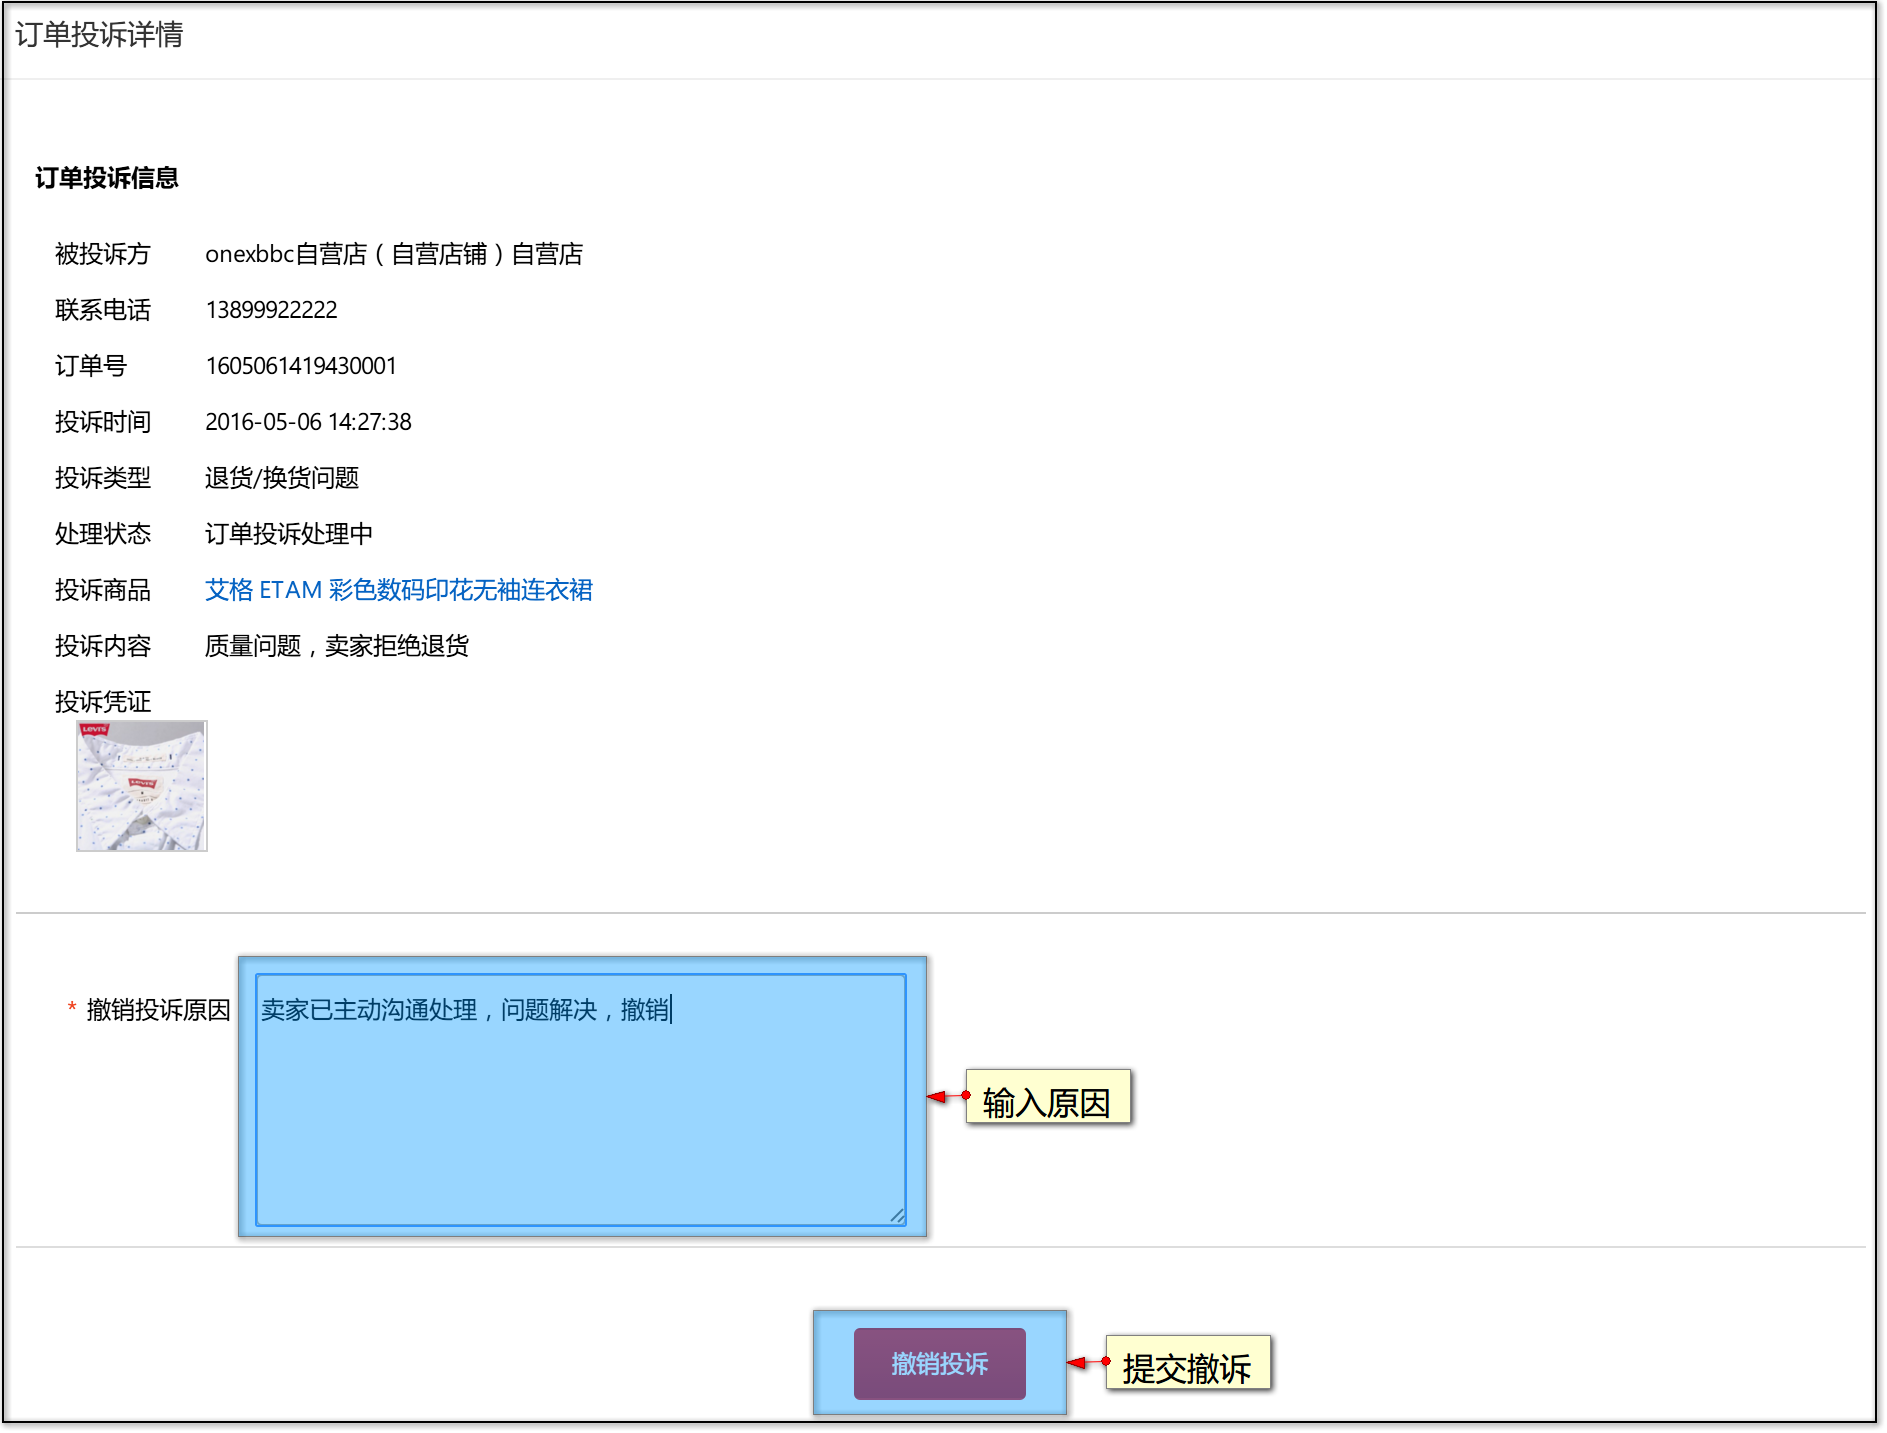 订单投诉详情
订单投诉信息
被投诉方 onexbbc自营店（自营店铺）自营店
联系电话 13899922222
订单号 1605061419430001
投诉时间 2016-05-06 14:27:38
投诉类型 退货/换货问题
处理状态 订单投诉处理中
投诉商品 艾格 ETAM 彩色数码印花无袖连衣裙
投诉内容 质量问题，卖家拒绝退货
投诉凭证
Levi's
Levi's
* 撤销投诉原因 卖家已主动沟通处理，问题解决，撤销
输入原因
撤销投诉
提交撤诉